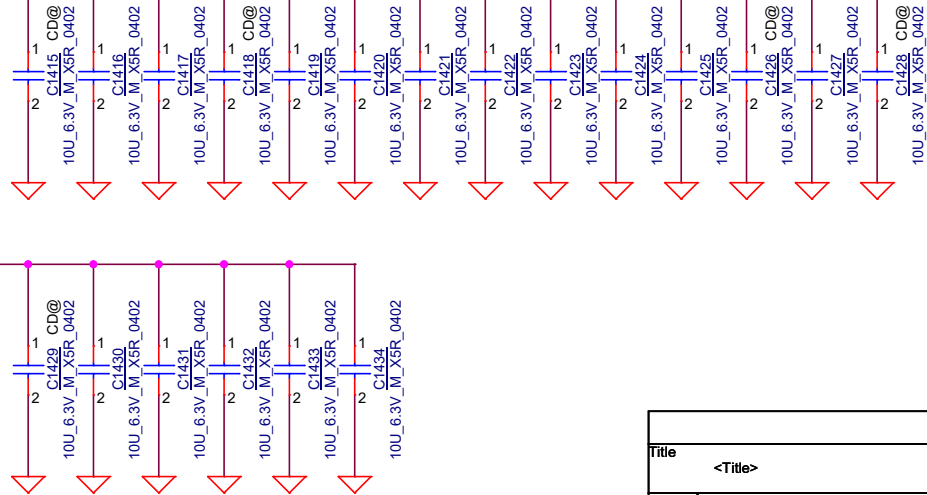 1
2
C1415 CD@
10U_6.3V_M_X5R_0402
1
2
C1416
10U_6.3V_M_X5R_0402
1
2
C1417
10U_6.3V_M_X5R_0402
1
2
C1418 CD@
10U_6.3V_M_X5R_0402
1
2
C1419
10U_6.3V_M_X5R_0402
1
2
C1420
10U_6.3V_M_X5R_0402
1
2
C1421
10U_6.3V_M_X5R_0402
1
2
C1422
10U_6.3V_M_X5R_0402
1
2
C1423
10U_6.3V_M_X5R_0402
1
2
C1424
10U_6.3V_M_X5R_0402
1
2
C1425
10U_6.3V_M_X5R_0402
1
2
C1426 CD@
10U_6.3V_M_X5R_0402
1
2
C1427
10U_6.3V_M_X5R_0402
1
2
C1428 CD@
10U_6.3V_M_X5R_0402
1
2
C1429 CD@
10U_6.3V_M_X5R_0402
1
2
C1430
10U_6.3V_M_X5R_0402
1
2
C1431
10U_6.3V_M_X5R_0402
1
2
C1432
10U_6.3V_M_X5R_0402
1
2
C1433
10U_6.3V_M_X5R_0402
1
2
C1434
10U_6.3V_M_X5R_0402
Title
<Title>